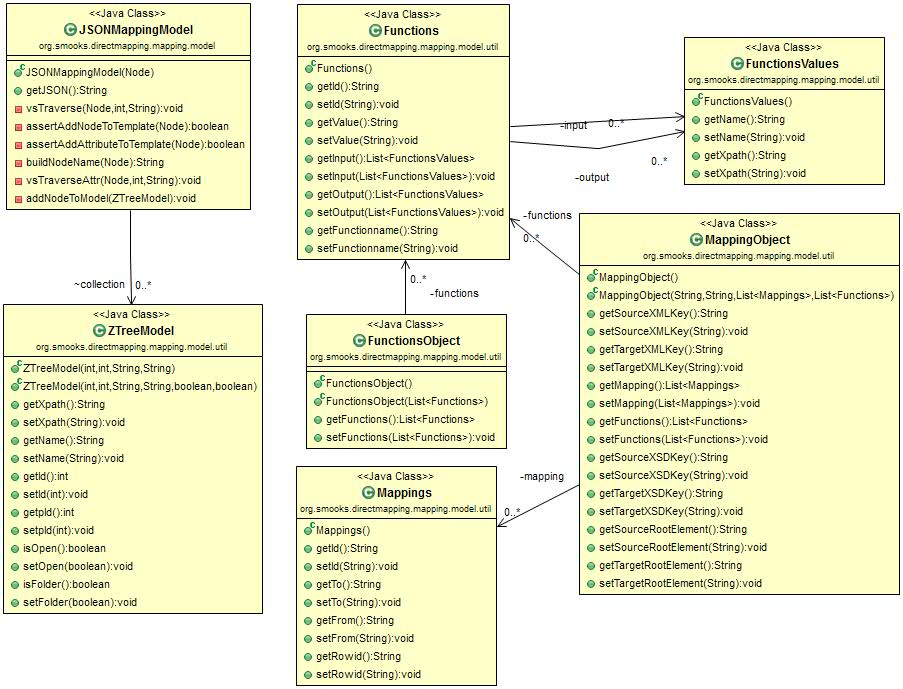 <<Java Class>>
JSONMappingModel
org.smooks.directmapping.mapping.model
JSONMappingModel(Node)
getJSON():String
vsTraverse(Node,int,String):void
assertAddNodeToTemplate(Node):boolean
assertAddAttributeToTemplate(Node):boolean
buildNodeName(Node):String
vsTraverseAttr(Node,int,String):void
addNodeToModel(ZTreeModel):void
~collection
0..*
<<Java Class>>
ZTreeModel
org.smooks.directmapping.mapping.model.util
ZTreeModel(int,int,String,String)
ZTreeModel(int,int,String,String,boolean,boolean)
getXpath():String
setXpath(String):void
getName():String
setName(String):void
getId():int
setId(int):void
getpId():int
setpId(int):void
isOpen():boolean
setOpen(boolean):void
isFolder():boolean
setFolder(boolean):void
<<Java Class>>
Functions
org.smooks.directmapping.mapping.model.util
Functions()
getId():String
setId(String):void
getValue():String
setValue(String):void
getInput():List<FunctionsValues>
setInput(List<FunctionsValues>):void
getOutput():List<FunctionsValues>
setOutput(List<FunctionsValues>):void
getFunctionname():String
setFunctionname(String):void
-input
0..*
0..*
-output
<<Java Class>>
FunctionsValues
org.smooks.directmapping.mapping.model.util
FunctionsValues()
getName():String
setName(String):void
getXpath():String
setXpath(String):void
-functions
0..*
0..*
-functions
<<Java Class>>
FunctionsObject
org.smooks.directmapping.mapping.model.util
FunctionsObject()
FunctionsObject(List<Functions>)
getFunctions():List<Functions>
setFunctions(List<Functions>):void
<<Java Class>>
MappingObject
org.smooks.directmapping.mapping.model.util
MappingObject()
MappingObject(String,String,List<Mappings>,List<Functions>)
getSourceXMLKey():String
setSourceXMLKey(String):void
getTargetXMLKey():String
setTargetXMLKey(String):void
getMapping():List<Mappings>
setMapping(List<Mappings>):void
getFunctions():List<Functions>
setFunctions(List<Functions>):void
getSourceXSDKey():String
setSourceXSDKey(String):void
getTargetXSDKey():String
setTargetXSDKey(String):void
getSourceRootElement():String
setSourceRootElement(String):void
getTargetRootElement():String
setTargetRootElement(String):void
-mapping
0..*
<<Java Class>>
Mappings
org.smooks.directmapping.mapping.model.util
Mappings()
getId():String
setId(String):void
getTo():String
setTo(String):void
getFrom():String
setFrom(String):void
getRowid():String
setRowid(String):void